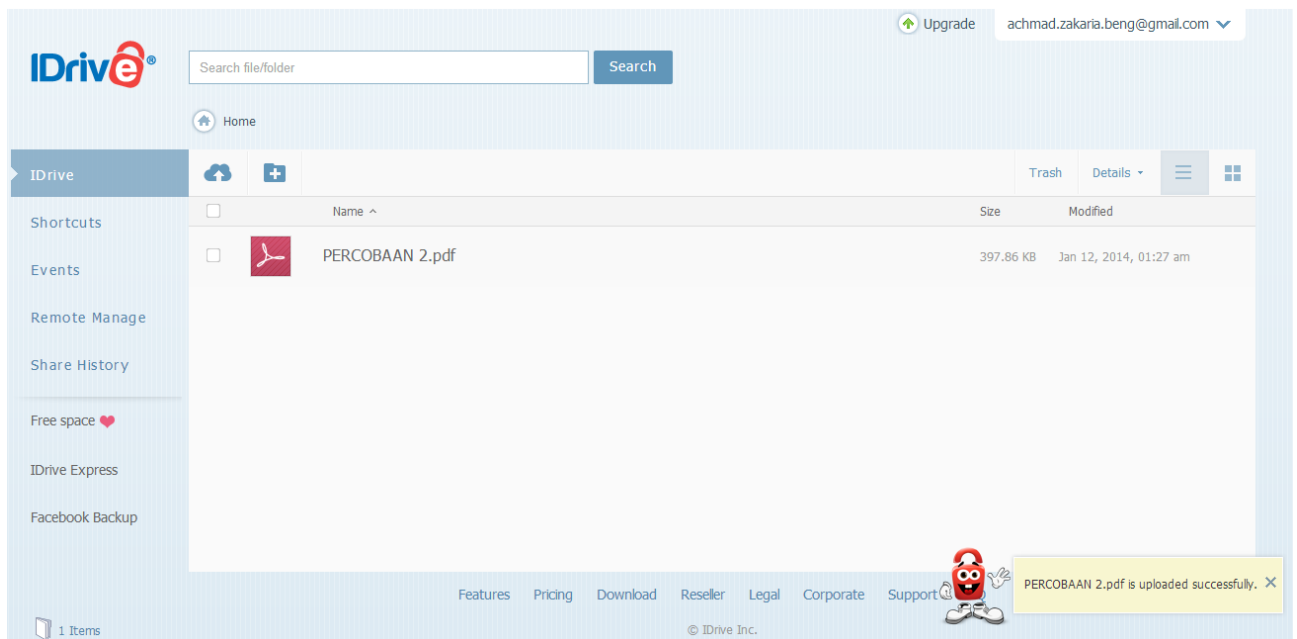 Upgrade achmad.zakaria.beng@gmail.com
IDrive®
Search file/folder Search
Home
IDrive
Trash Details
Shortcuts
Name Size Modified
PERCOBAAN 2.pdf 397.86 KB Jan 12, 2014, 01:27 am
Events
Remote Manage
Share History
Free space
IDrive Express
Facebook Backup
PERCOBAAN 2.pdf is uploaded successfully.
Features Pricing Download Reseller Legal Corporate Support
1 Items
© IDrive Inc.